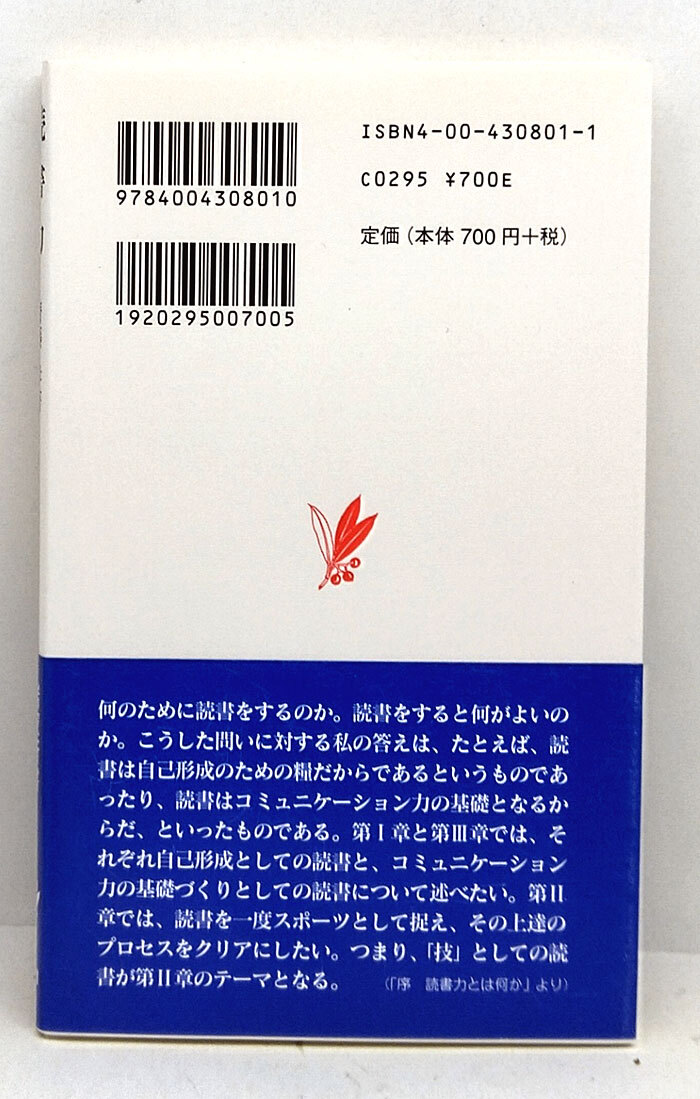 9784004308010
1920295007005
ISBN4-00-430801-1
C0295 ¥700E
定価(本体 700 円+税)
何のために読書をするのか。読書をすると何がよいの
か。こうした問いに対する私の答えは、たとえば、読
書は自己形成のための糧だからであるというものであ
ったり、読書はコミュニケーション力の基礎となるか
らだ、といったものである。第Ⅰ章と第Ⅲ章では、そ
れぞれ自己形成としての読書と、コミュニケーション
力の基礎づくりとしての読書について述べたい。第Ⅱ
章では、読書を一度スポーツとして捉え、その上達の
プロセスをクリアにしたい。つまり、「技」としての読
書が第Ⅱ章のテーマとなる。
(「序 読書力とは何か」より)